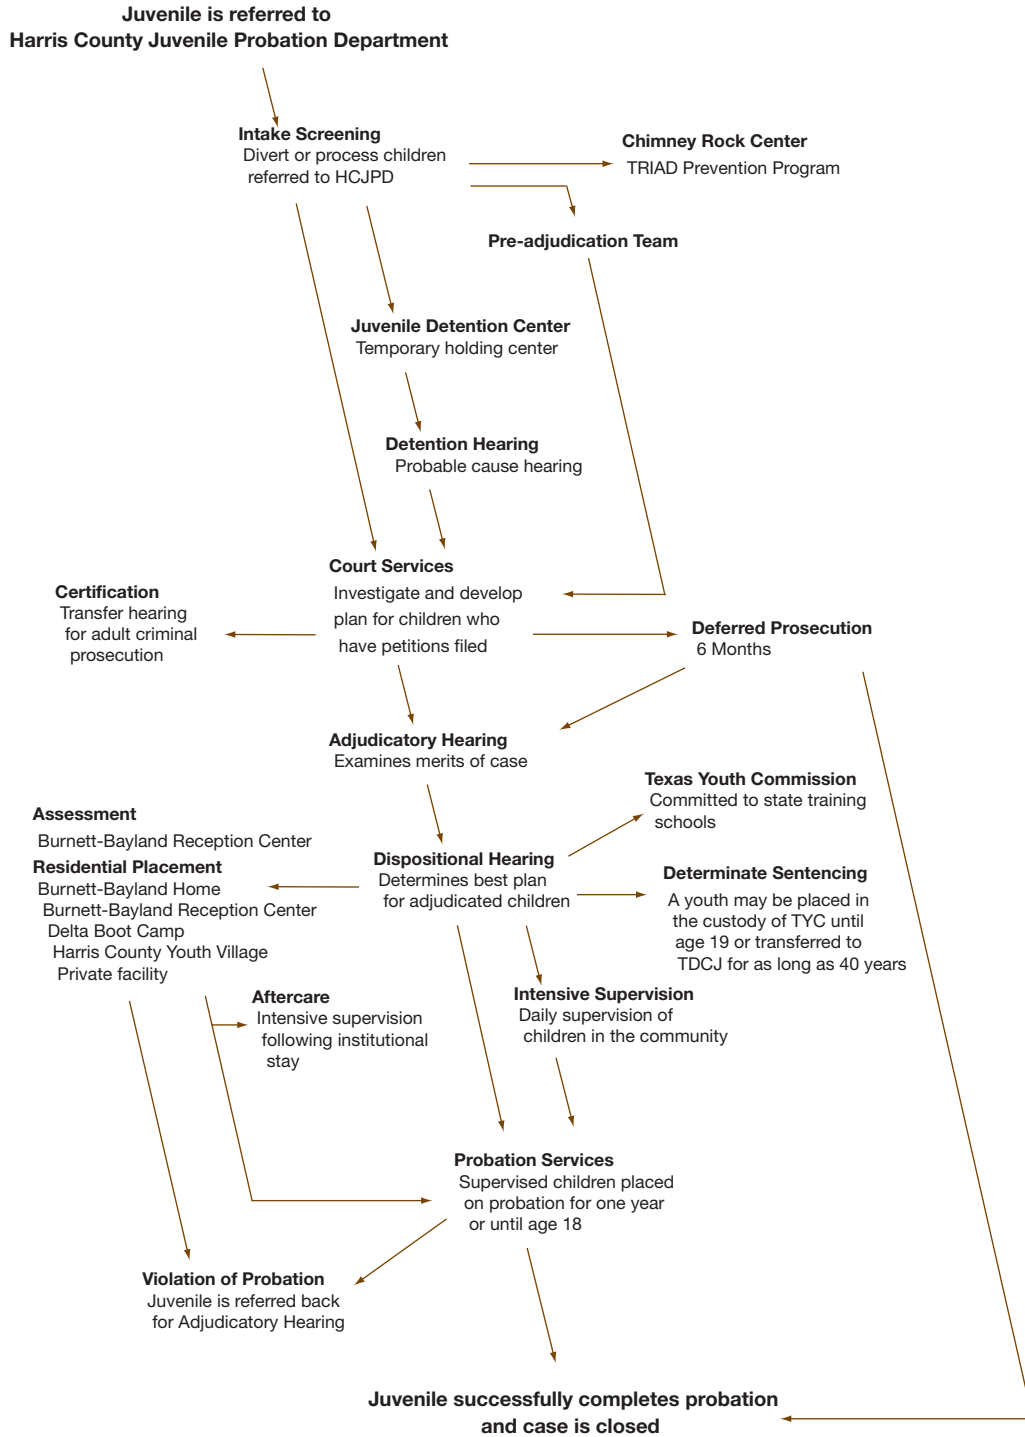 Juvenile is referred to
Harris County Juvenile Probation Department
Intake Screening
Divert or process children
referred to HCJPD
Chimney Rock Center
TRIAD Prevention Program
Pre-adjudication Team
Juvenile Detention Center
Temporary holding center
Detention Hearing
Probable cause hearing
Court Services
Investigate and develop
plan for children who
have petitions filed
Certification
Transfer hearing
for adult criminal
prosecution
Deferred Prosecution
6 Months
Adjudicatory Hearing
Examines merits of case
Texas Youth Commission
Committed to state training
schools
Assessment
Burnett-Bayland Reception Center
Residential Placement
Burnett-Bayland Home
Burnett-Bayland Reception Center
Delta Boot Camp
Harris County Youth Village
Private facility
Dispositional Hearing
Determines best plan
for adjudicated children
Determinate Sentencing
A youth may be placed in
the custody of TYC until
age 19 or transferred to
TDCJ for as long as 40 years
Aftercare
Intensive supervision
following institutional
stay
Intensive Supervision
Daily supervision of
children in the community
Probation Services
Supervised children placed
on probation for one year
or until age 18
Violation of Probation
Juvenile is referred back
for Adjudicatory Hearing
Juvenile successfully completes probation
and case is closed